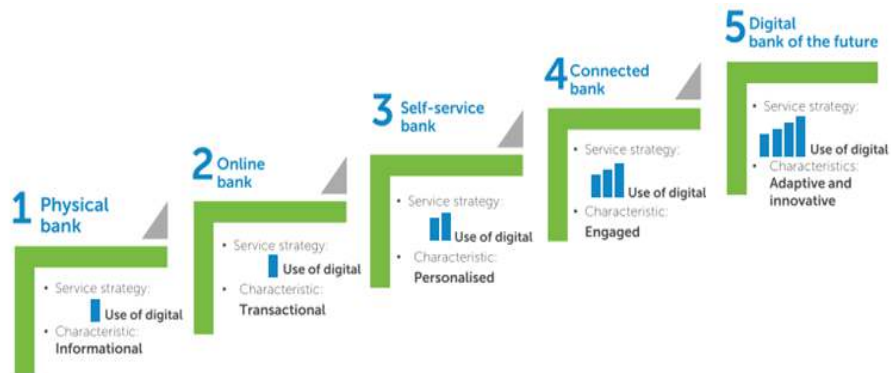 1 Physical
bank
• Service strategy:
Use of digital
• Characteristic:
Informational
2 Online
bank
• Service strategy:
Use of digital
• Characteristic:
Transactional
3 Self-service
bank
• Service strategy:
Use of digital
• Characteristic:
Personalised
4 Connected
bank
• Service strategy:
Use of digital
• Characteristic:
Engaged
5 Digital
bank of the future
• Service strategy:
Use of digital
• Characteristics:
Adaptive and
innovative